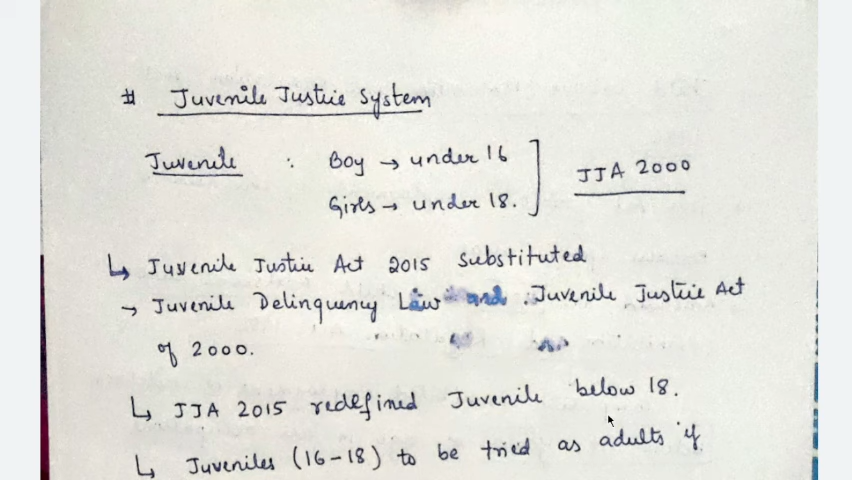 # Juvenile Justice System
Juvenile : Boy → under 16
Girls → under 18.
JJA 2000
↳ Juvenile Justice Act 2015 substituted
→ Juvenile Delinquency Law and Juvenile Justice Act
of 2000.
↳ JJA 2015 redefined Juvenile below 18.
↳ Juveniles (16-18) to be tried as adults if